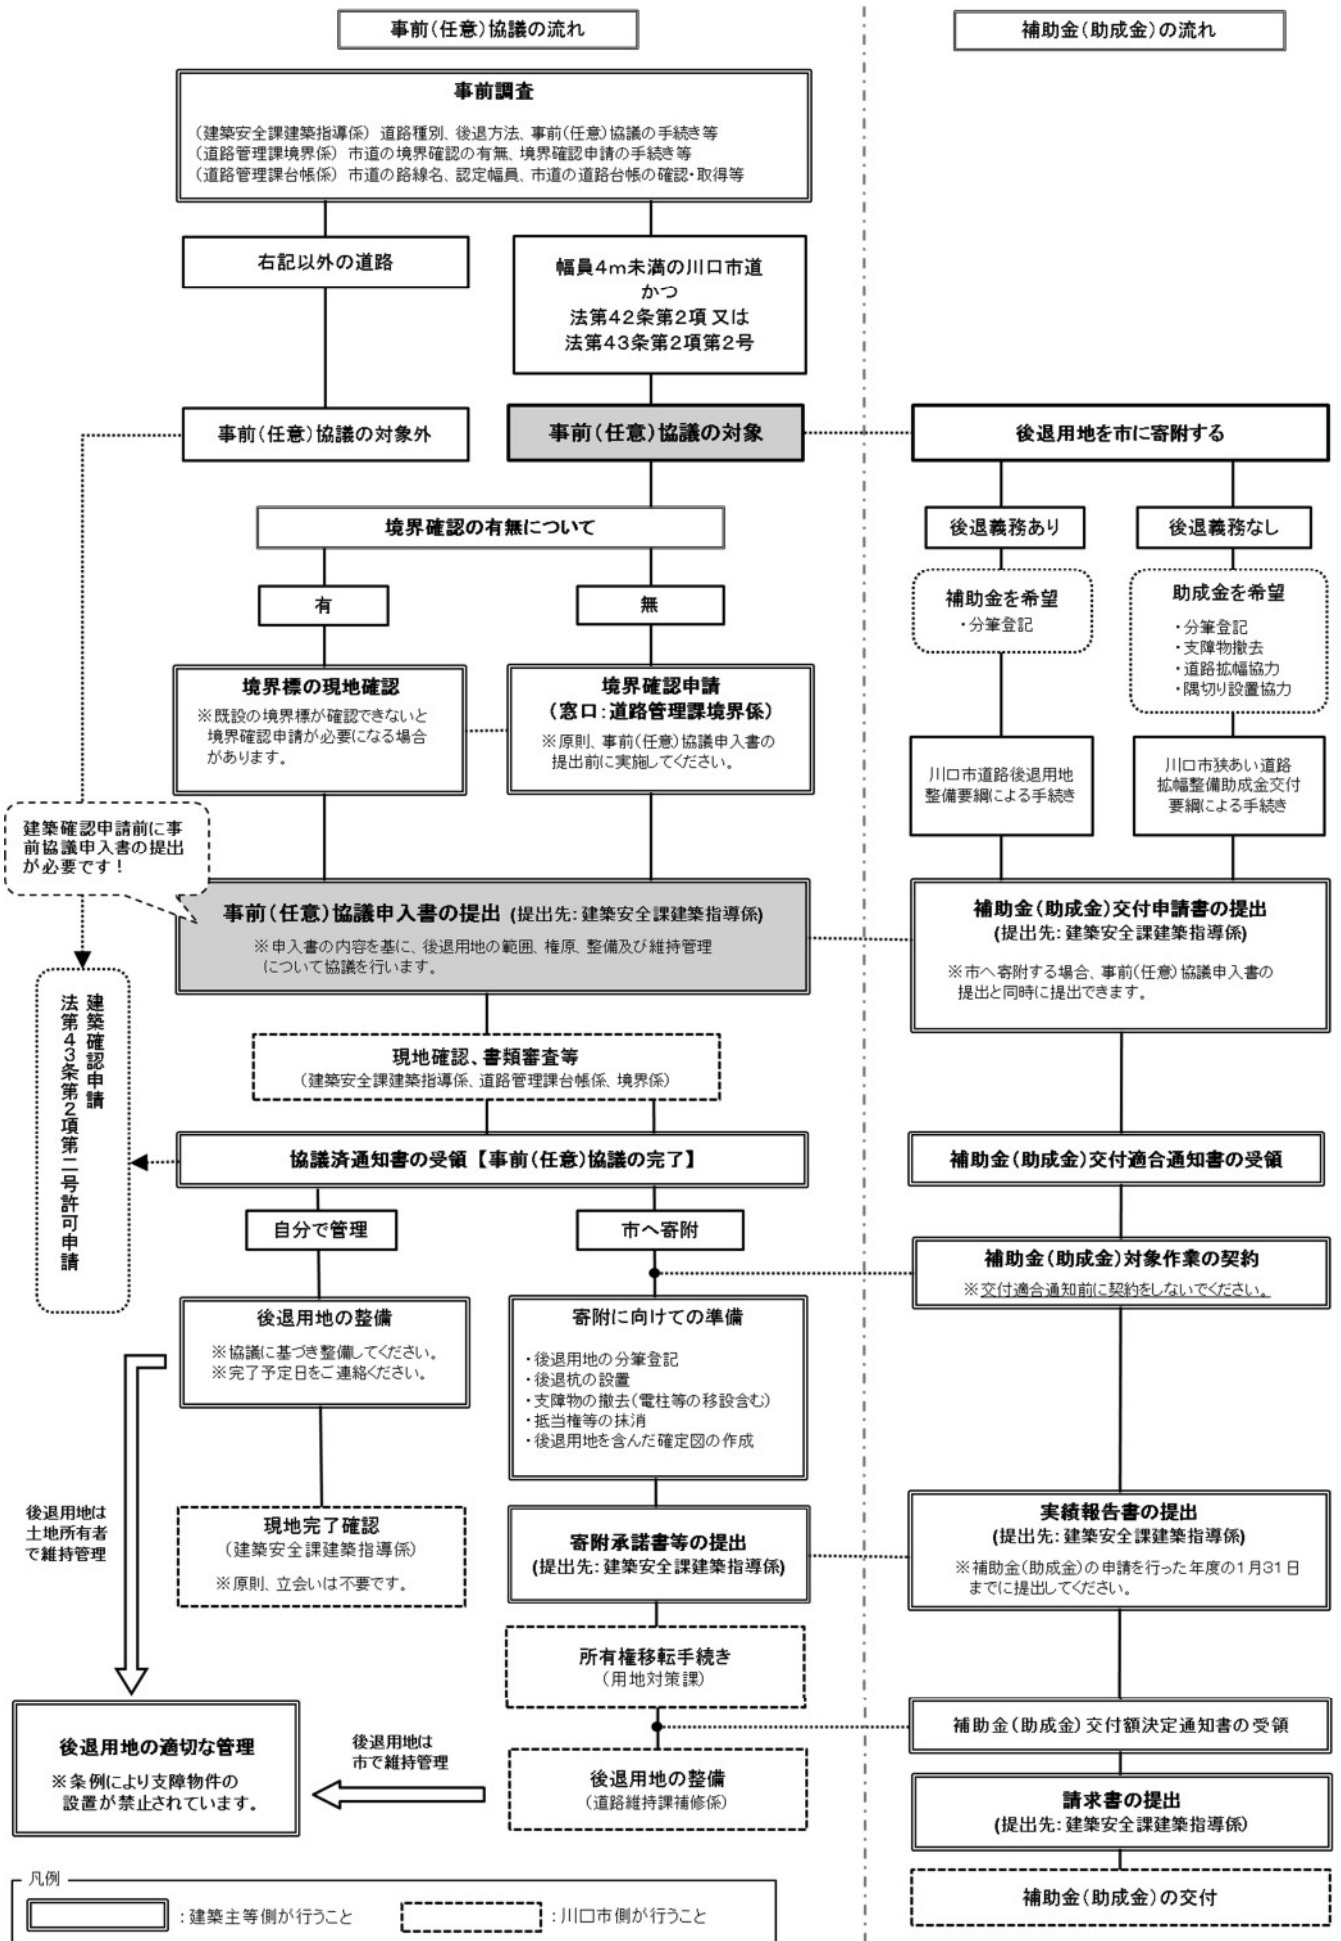 事前(任意)協議の流れ
補助金(助成金)の流れ
事前調査
(建築安全課建築指導係) 道路種別、後退方法、事前(任意)協議の手続き等
(道路管理課境界係) 市道の境界確認の有無、境界確認申請の手続き等
(道路管理課台帳係) 市道の路線名、認定幅員、市道の道路台帳の確認・取得等
右記以外の道路
幅員4m未満の川口市道
かつ
法第42条第2項 又は
法第43条第2項第2号
事前(任意)協議の対象外
事前(任意)協議の対象
後退用地を市に寄附する
境界確認の有無について
後退義務あり
後退義務なし
有
無
補助金を希望
・分筆登記
助成金を希望
・分筆登記
・支障物撤去
・道路拡幅協力
・隅切り設置協力
境界標の現地確認
※既設の境界標が確認できないと
境界確認申請が必要になる場合
があります。
境界確認申請
(窓口:道路管理課境界係)
※原則、事前(任意)協議申入書の
提出前に実施してください。
川口市道路後退用地
整備要綱による手続き
川口市狭あい道路
拡幅整備助成金交付
要綱による手続き
建築確認申請前に事
前協議申入書の提出
が必要です!
事前(任意)協議申入書の提出 (提出先:建築安全課建築指導係)
※申入書の内容を基に、後退用地の範囲、権原、整備及び維持管理
について協議を行います。
補助金(助成金)交付申請書の提出
(提出先:建築安全課建築指導係)
※市へ寄附する場合、事前(任意)協議申入書の
提出と同時に提出できます。
建築確認申請
法第43条第2項第二号許可申請
現地確認、書類審査等
(建築安全課建築指導係、道路管理課台帳係、境界係)
協議済通知書の受領【事前(任意)協議の完了】
補助金(助成金)交付適合通知書の受領
自分で管理
市へ寄附
補助金(助成金)対象作業の契約
※交付適合通知前に契約をしないでください。
後退用地の整備
※協議に基づき整備してください。
※完了予定日をご連絡ください。
寄附に向けての準備
・後退用地の分筆登記
・後退杭の設置
・支障物の撤去(電柱等の移設含む)
・抵当権等の抹消
・後退用地を含んだ確定図の作成
後退用地は
土地所有者
で維持管理
現地完了確認
(建築安全課建築指導係)
※原則、立会いは不要です。
寄附承諾書等の提出
(提出先:建築安全課建築指導係)
実績報告書の提出
(提出先:建築安全課建築指導係)
※補助金(助成金)の申請を行った年度の1月31日
までに提出してください。
所有権移転手続き
(用地対策課)
後退用地の適切な管理
※条例により支障物件の
設置が禁止されています。
後退用地は
市で維持管理
後退用地の整備
(道路維持課補修係)
補助金(助成金)交付額決定通知書の受領
請求書の提出
(提出先:建築安全課建築指導係)
補助金(助成金)の交付
凡例
:建築主等側が行うこと
:川口市側が行うこと